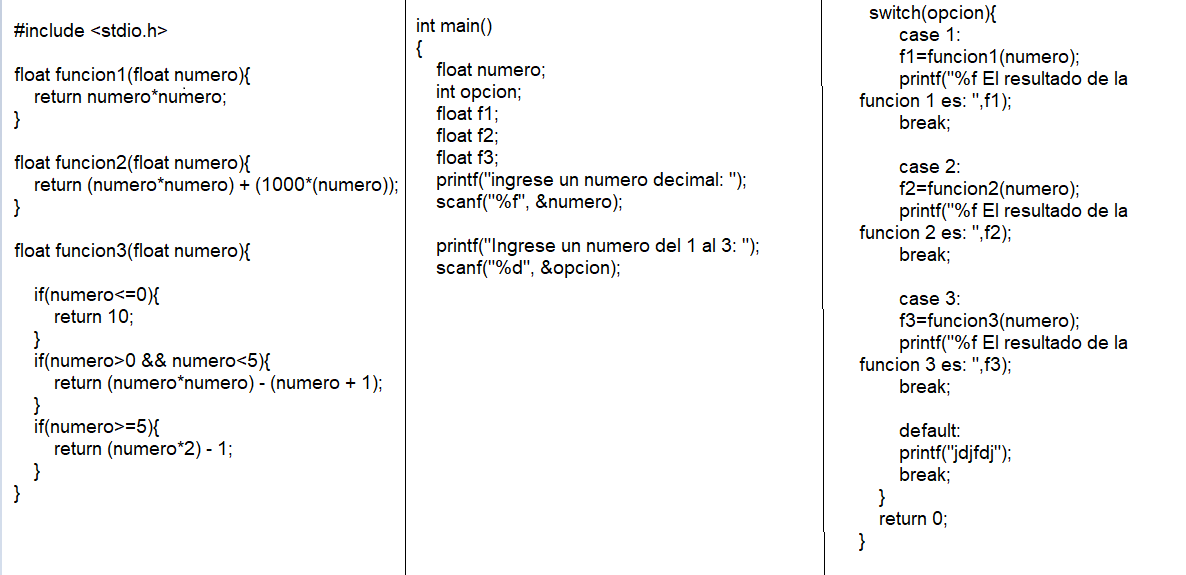 #include <stdio.h>
float funcion1(float numero){
return numero*numero;
}
float funcion2(float numero){
return (numero*numero) + (1000*(numero));
}
float funcion3(float numero){
if(numero<=0){
return 10;
}
if(numero>0 && numero<5){
return (numero*numero) - (numero + 1);
}
if(numero>=5){
return (numero*2) - 1;
}
}
int main()
{
float numero;
int opcion;
float f1;
float f2;
float f3;
printf("ingrese un numero decimal: ");
scanf("%f", &numero);
printf("Ingrese un numero del 1 al 3: ");
scanf("%d", &opcion);
switch(opcion){
case 1:
f1=funcion1(numero);
printf("%f El resultado de la
funcion 1 es: ",f1);
break;
case 2:
f2=funcion2(numero);
printf("%f El resultado de la
funcion 2 es: ",f2);
break;
case 3:
f3=funcion3(numero);
printf("%f El resultado de la
funcion 3 es: ",f3);
break;
default:
printf("jdjfdj");
break;
}
return 0;
}